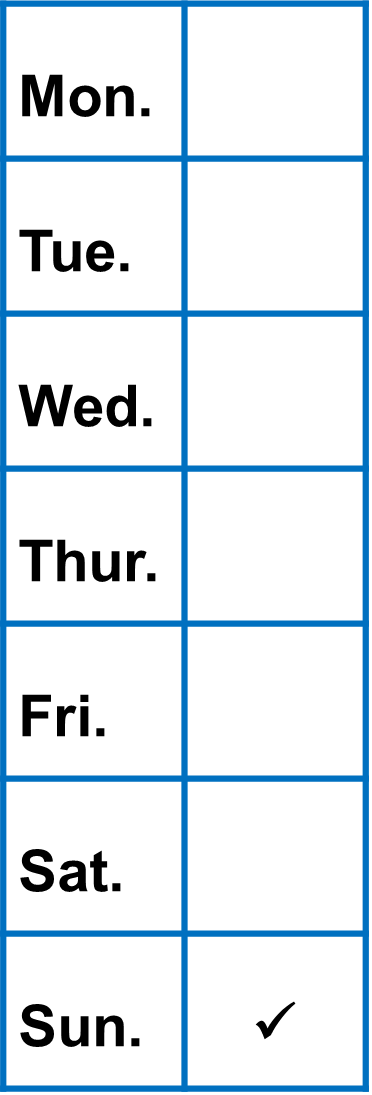 Mon.
Tue.
Wed.
Thur.
Fri.
Sat.
Sun. ✓